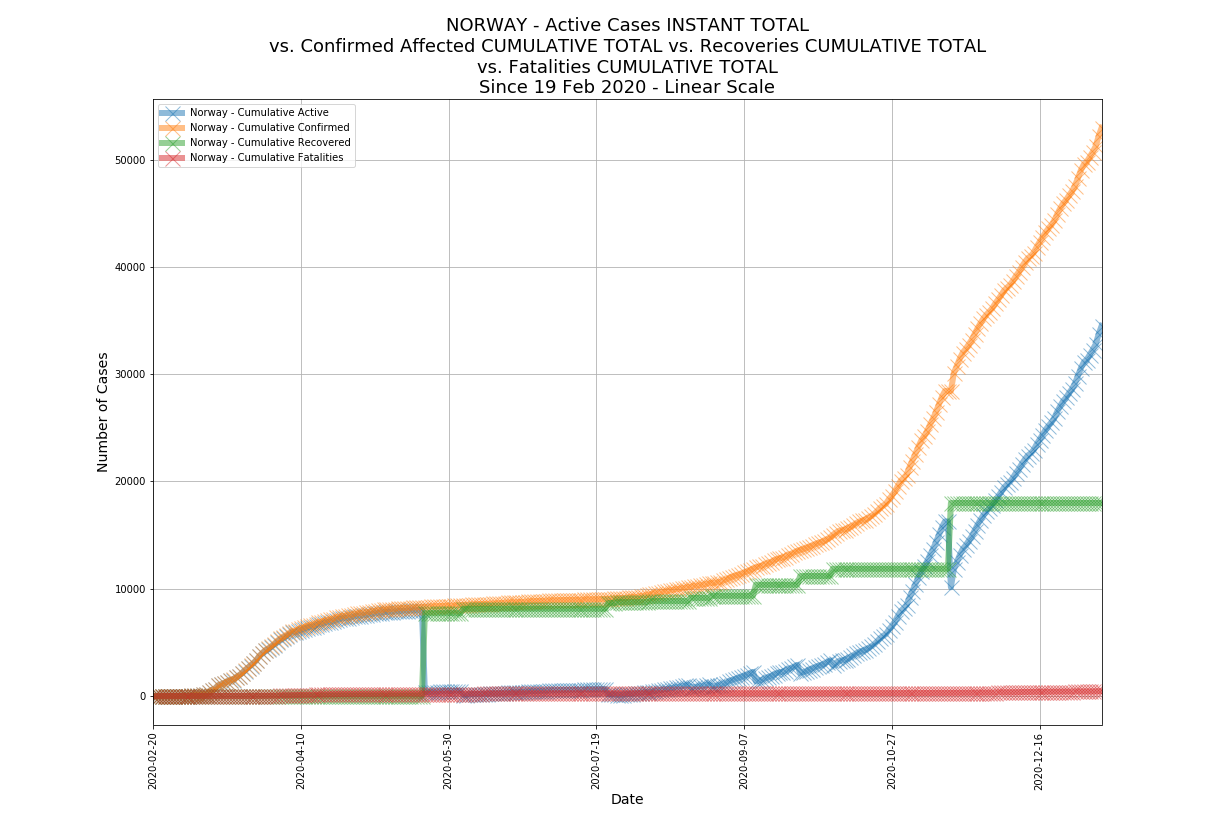 NORWAY - Active Cases INSTANT TOTAL
vs. Confirmed Affected CUMULATIVE TOTAL vs. Recoveries CUMULATIVE TOTAL
vs. Fatalities CUMULATIVE TOTAL
Since 19 Feb 2020 - Linear Scale
Norway - Cumulative Active
Norway - Cumulative Confirmed
Norway - Cumulative Recovered
Norway - Cumulative Fatalities
Number of Cases
50000
40000
30000
20000
10000
0
2020-02-20
2020-04-10
2020-05-30
2020-07-19
2020-09-07
2020-10-27
2020-12-16
Date